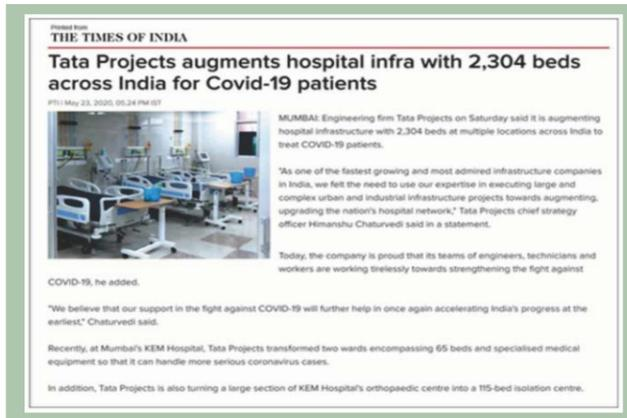 Printed from
THE TIMES OF INDIA
Tata Projects augments hospital infra with 2,304 beds
across India for Covid-19 patients
PTI | May 23, 2020, 05.24 PM IST
MUMBAI: Engineering firm Tata Projects on Saturday said it is augmenting
hospital infrastructure with 2,304 beds at multiple locations across India to
treat COVID-19 patients.
"As one of the fastest growing and most admired infrastructure companies
in India, we felt the need to use our expertise in executing large and
complex urban and industrial infrastructure projects towards augmenting,
upgrading the nation's hospital network," Tata Projects chief strategy
officer Himanshu Chaturvedi said in a statement.
Today, the company is proud that its teams of engineers, technicians and
workers are working tirelessly towards strengthening the fight against
COVID-19, he added.
"We believe that our support in the fight against COVID-19 will further help in once again accelerating India's progress at the
earliest," Chaturvedi said.
Recently, at Mumbai's KEM Hospital, Tata Projects transformed two wards encompassing 65 beds and specialised medical
equipment so that it can handle more serious coronavirus cases.
In addition, Tata Projects is also turning a large section of KEM Hospital's orthopaedic centre into a 115-bed isolation centre.